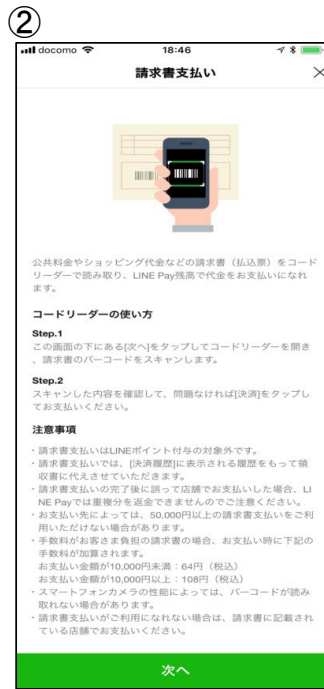 ②
docomo 18:46
請求書支払い
公共料金やショッピング代金などの請求書（払込票）をコード
リーダーで読み取り、LINE Pay残高で代金をお支払いになれ
ます。
コードリーダーの使い方
Step.1
この画面の下にある[次へ]をタップしてコードリーダーを開き
、請求書のバーコードをスキャンします。
Step.2
スキャンした内容を確認して、問題なければ[決済]をタップし
てお支払いください。
注意事項
・請求書支払いはLINEポイント付与の対象外です。
・請求書支払いでは、[決済履歴]に表示される履歴をもって領
収書に代えさせていただきます。
・請求書支払いの完了後に誤って店舗でお支払いした場合、LI
NE Payでは重複分を返金できませんのでご注意ください。
・お支払い先によっては、50,000円以上の請求書支払いをご利
用いただけない場合があります。
・手数料がお客さま負担の請求書の場合、お支払い時に下記の
手数料が加算されます。
お支払い金額が10,000円未満：64円（税込）
お支払い金額が10,000円以上：108円（税込）
・スマートフォンカメラの性能によっては、バーコードが読み
取れない場合があります。
・請求書支払いがご利用になれない場合は、請求書に記載され
ている店舗でお支払いください。
次へ